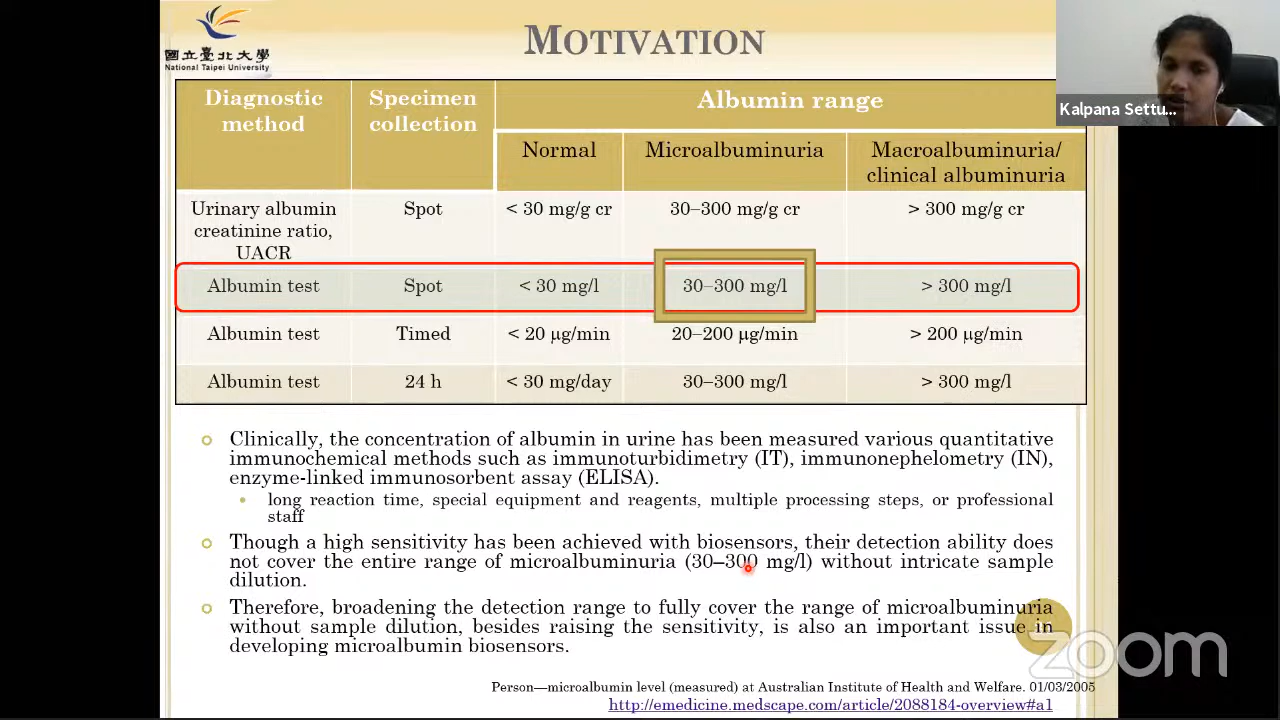 國立臺北大學
National Taipei University
MOTIVATION
Kalpana Settu...
Diagnostic method
Specimen collection
Albumin range
Normal
Microalbuminuria
Macroalbuminuria/
clinical albuminuria
Urinary albumin creatinine ratio, UACR
Spot
< 30 mg/g cr
30–300 mg/g cr
> 300 mg/g cr
Albumin test
Spot
< 30 mg/l
30–300 mg/l
> 300 mg/l
Albumin test
Timed
< 20 µg/min
20–200 µg/min
> 200 µg/min
Albumin test
24 h
< 30 mg/day
30–300 mg/l
> 300 mg/l
Clinically, the concentration of albumin in urine has been measured various quantitative
immunochemical methods such as immunoturbidimetry (IT), immunonephelometry (IN),
enzyme-linked immunosorbent assay (ELISA).
long reaction time, special equipment and reagents, multiple processing steps, or professional
staff
Though a high sensitivity has been achieved with biosensors, their detection ability does
not cover the entire range of microalbuminuria (30–300 mg/l) without intricate sample
dilution.
Therefore, broadening the detection range to fully cover the range of microalbuminuria
without sample dilution, besides raising the sensitivity, is also an important issue in
developing microalbumin biosensors.
zoom
Person—microalbumin level (measured) at Australian Institute of Health and Welfare. 01/03/2005
http://emedicine.medscape.com/article/2088184-overview#a1